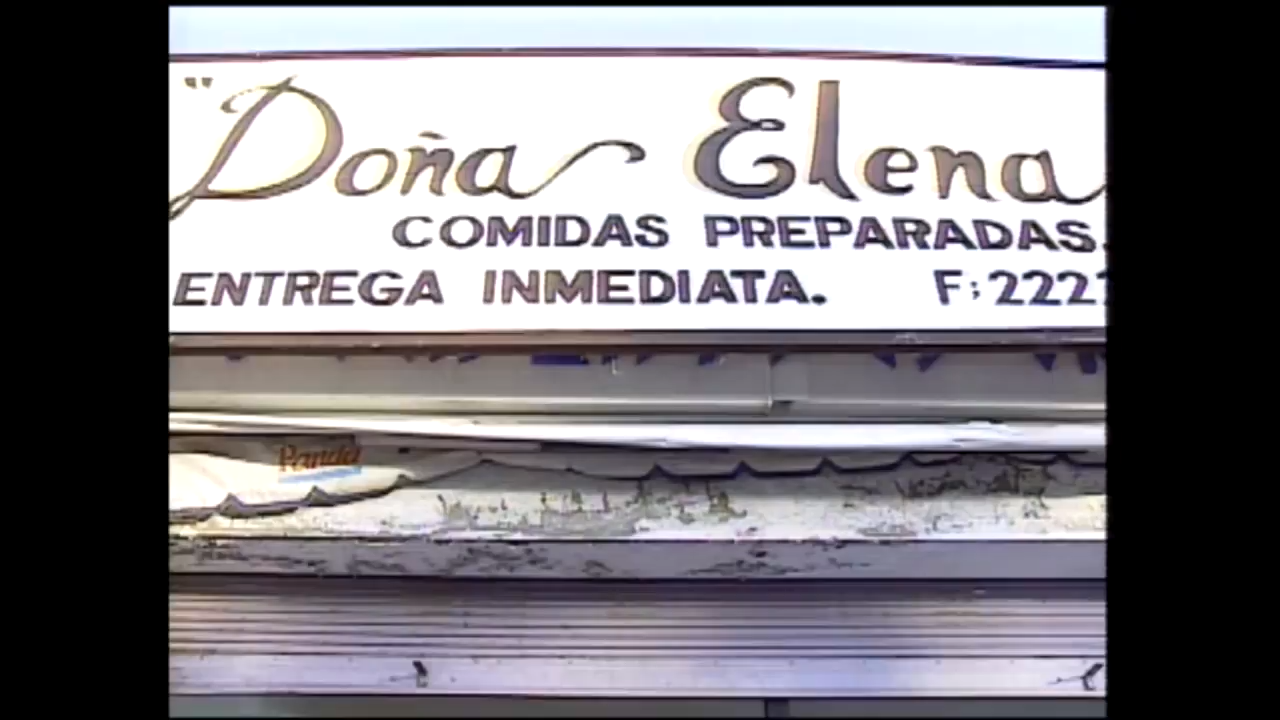 "Doña Elena
COMIDAS PREPARADAS.
ENTREGA INMEDIATA. F: 222
Panda